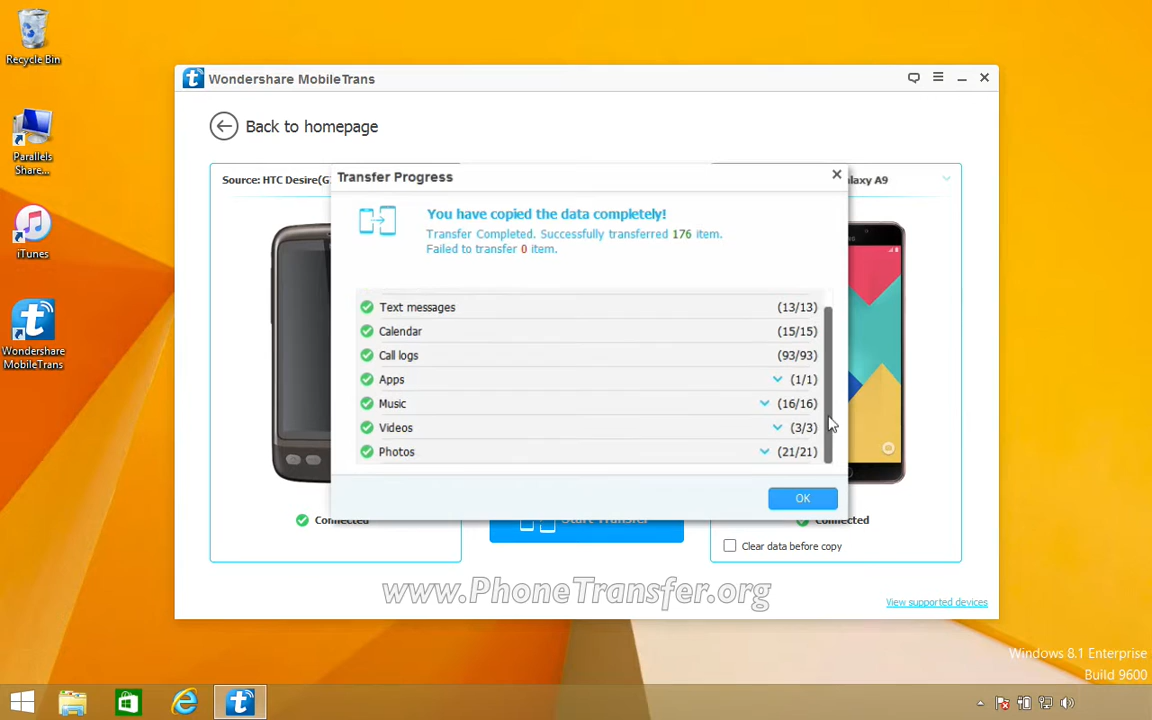 Recycle Bin
Parallels
Share...
iTunes
Wondershare
MobileTrans
Wondershare MobileTrans
Back to homepage
Source: HTC Desire(G
laxy A9
Transfer Progress
You have copied the data completely!
Transfer Completed. Successfully transferred 176 item.
Failed to transfer 0 item.
Text messages (13/13)
Calendar (15/15)
Call logs (93/93)
Apps (1/1)
Music (16/16)
Videos (3/3)
Photos (21/21)
OK
Connected
Start Transfer
Connected
Clear data before copy
www.PhoneTransfer.org
View supported devices
Windows 8.1 Enterprise
Build 9600